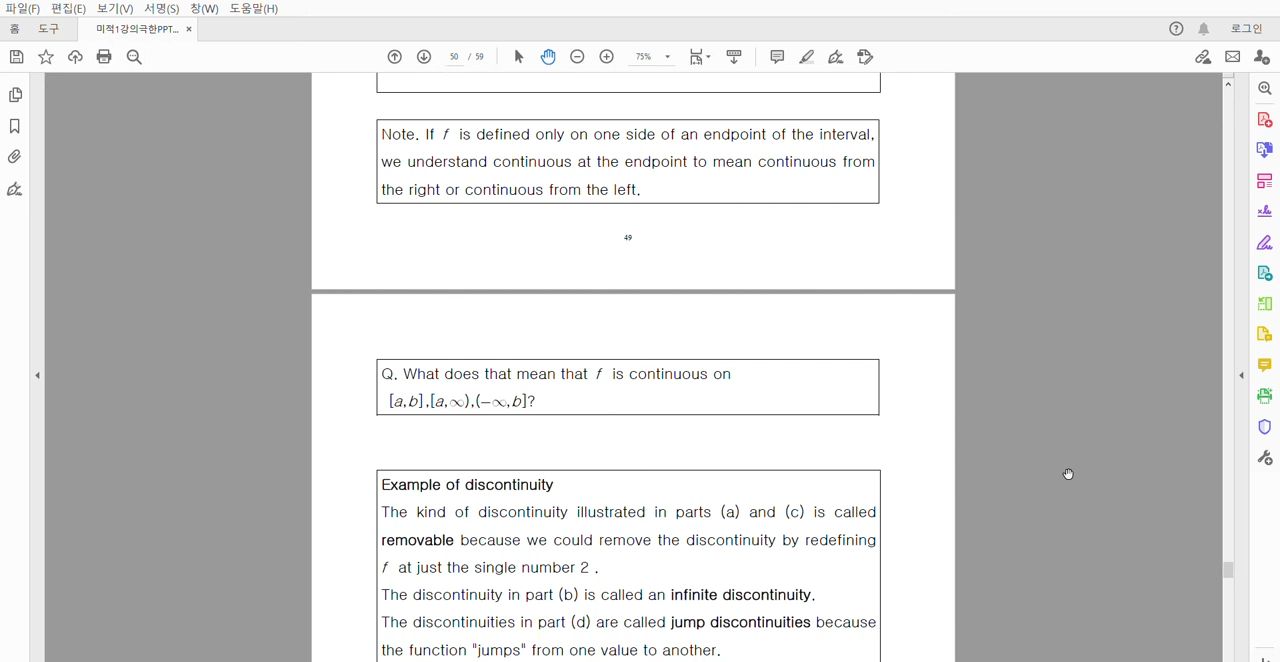 파일(F) 편집(E) 보기(V) 서명(S) 창(W) 도움말(H)
홈 도구 미적1강의극한PPT... × 로그인
50 / 59 75%
Note. If f is defined only on one side of an endpoint of the interval,
we understand continuous at the endpoint to mean continuous from
the right or continuous from the left.
49
Q. What does that mean that f is continuous on
[a,b],[a,∞),(−∞,b]?
Example of discontinuity
The kind of discontinuity illustrated in parts (a) and (c) is called
removable because we could remove the discontinuity by redefining
f at just the single number 2 .
The discontinuity in part (b) is called an infinite discontinuity.
The discontinuities in part (d) are called jump discontinuities because
the function "jumps" from one value to another.